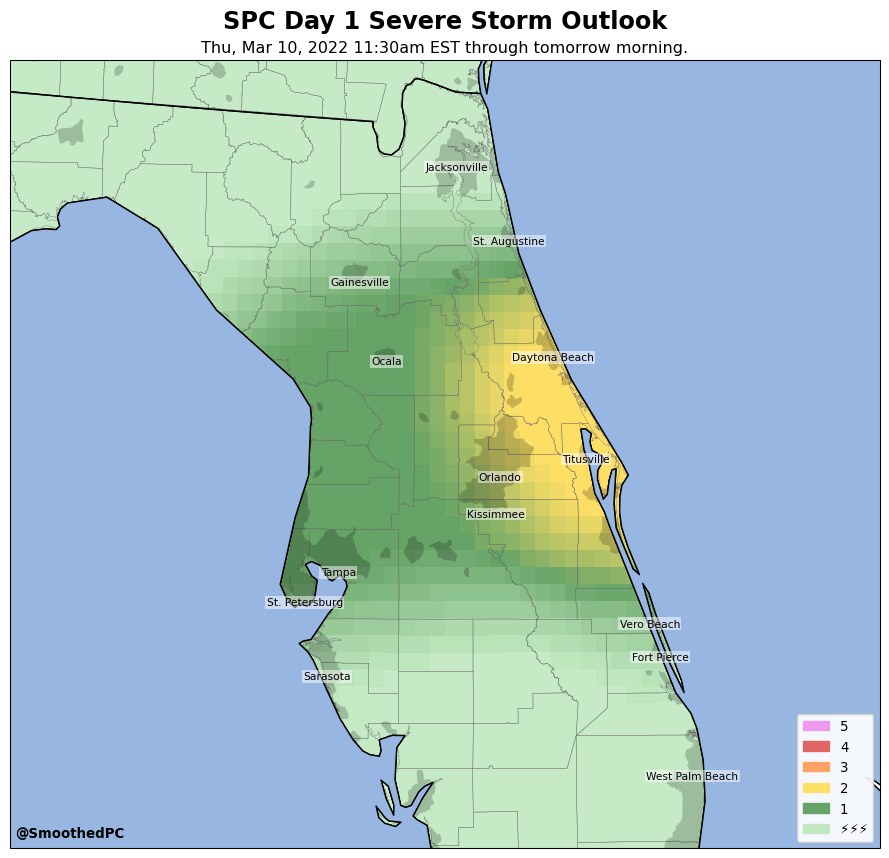 SPC Day 1 Severe Storm Outlook
Thu, Mar 10, 2022 11:30am EST through tomorrow morning.
Jacksonville
St. Augustine
Gainesville
Daytona Beach
Ocala
Titusville
Orlando
Kissimmee
Tampa
St. Petersburg
Vero Beach
Fort Pierce
Sarasota
West Palm Beach
5
4
3
2
1
⚡⚡⚡
@SmoothedPC